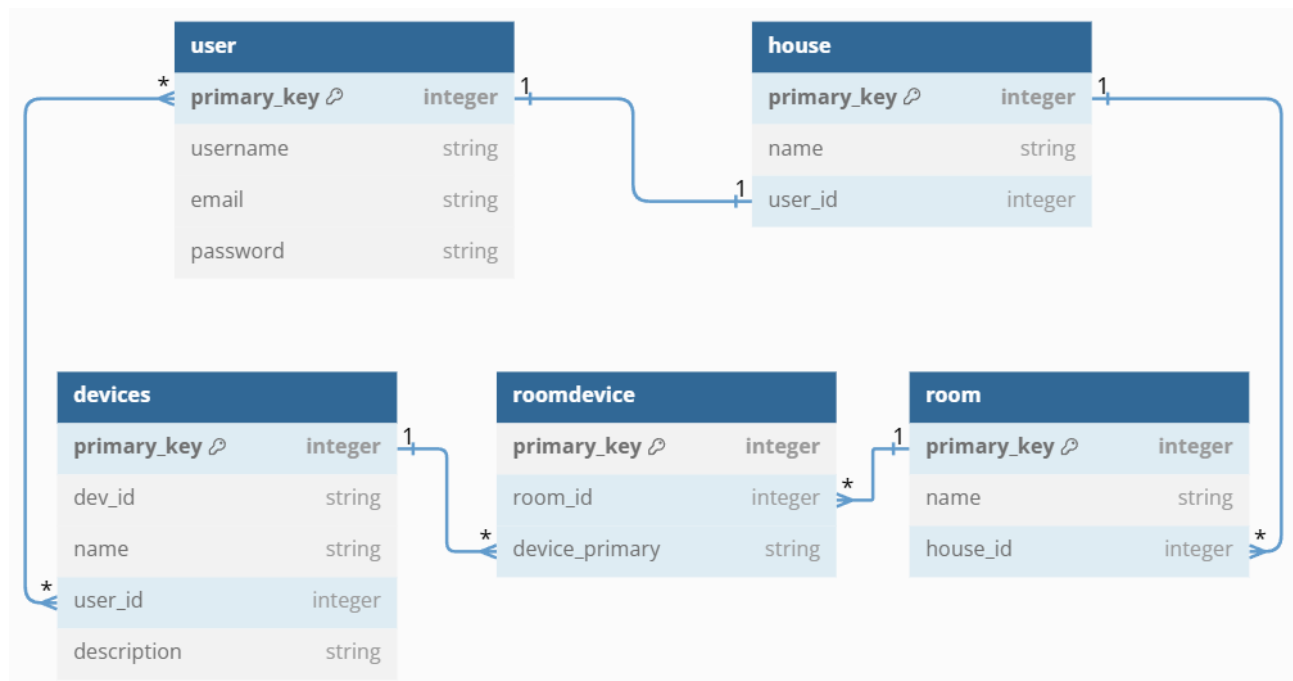 user
* primary_key integer 1
username string
email string
password string
house
primary_key integer 1
name string
1 user_id integer
devices
primary_key integer 1
dev_id string
name string
* user_id integer
description string
roomdevice
primary_key integer
room_id integer *
* device_primary string
room
1 primary_key integer
name string
house_id integer *